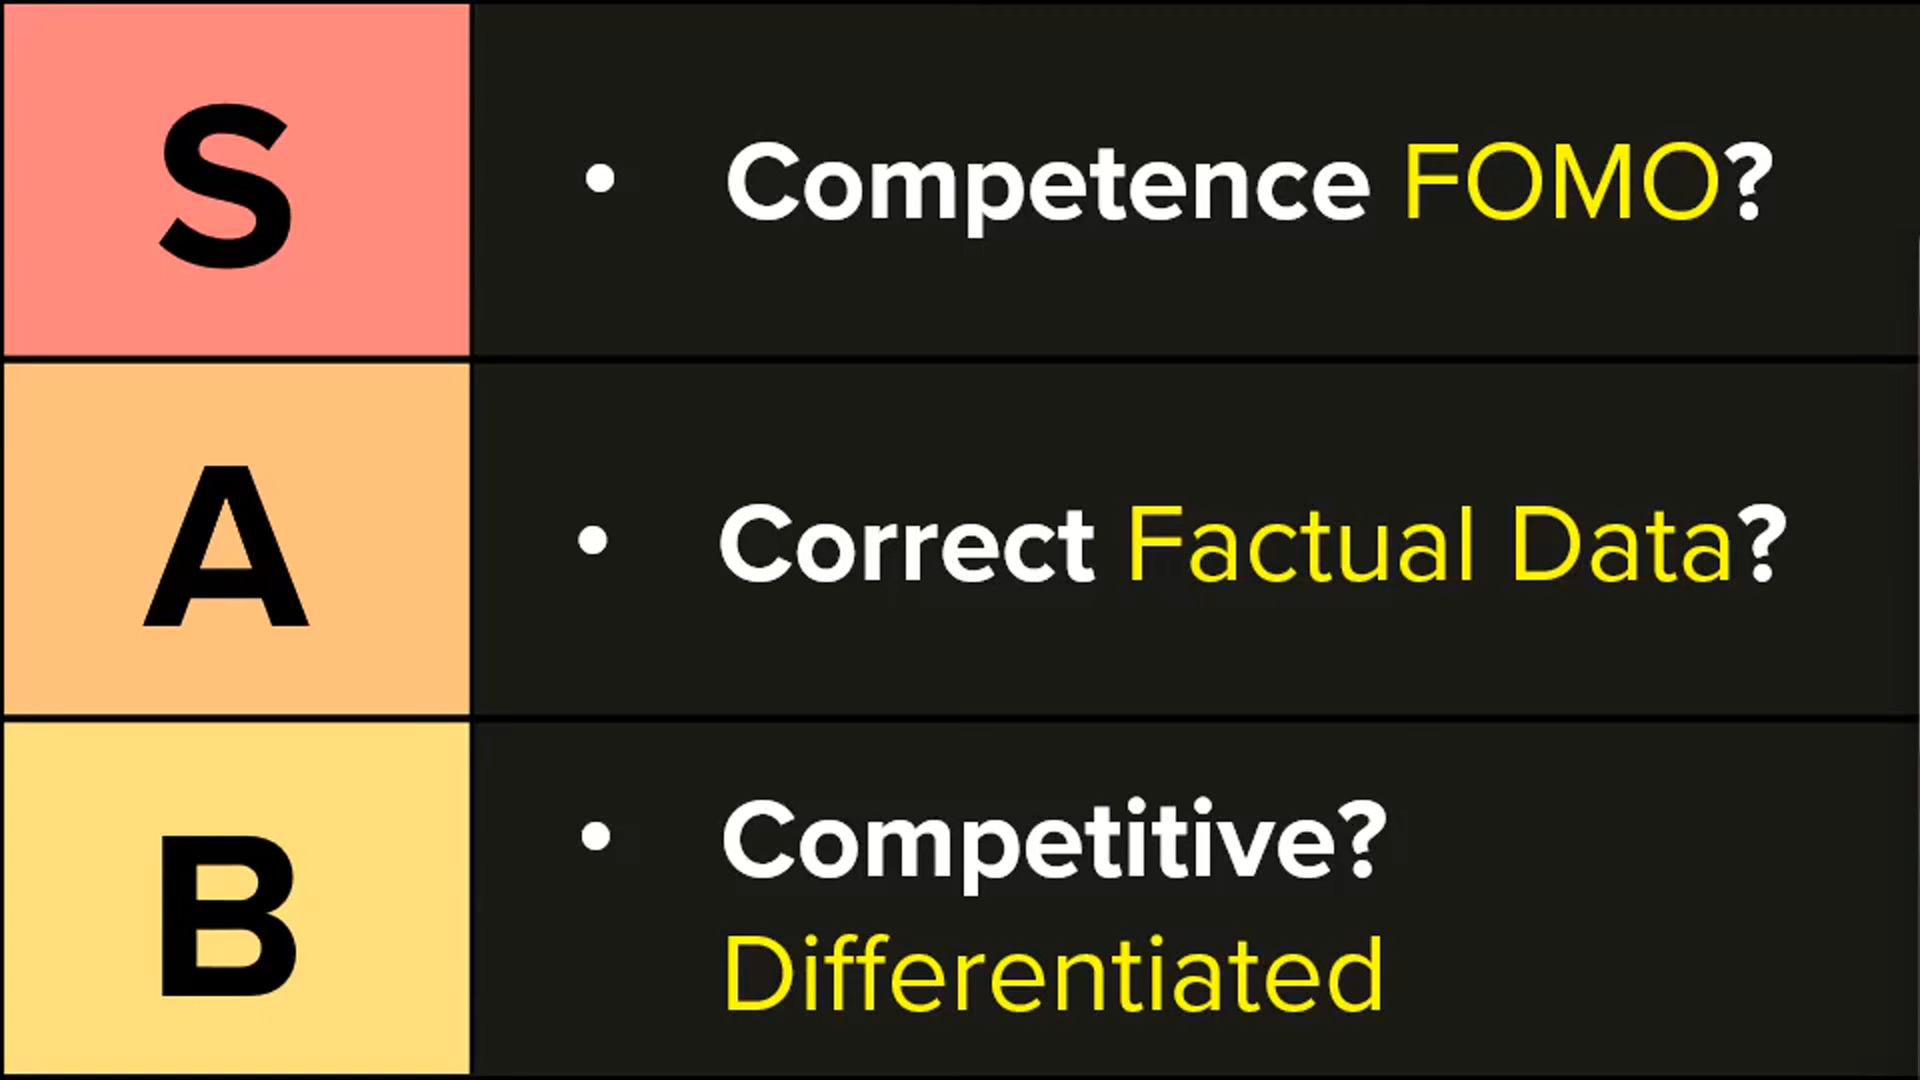 S
• Competence FOMO?
A
• Correct Factual Data?
B
• Competitive?
Differentiated